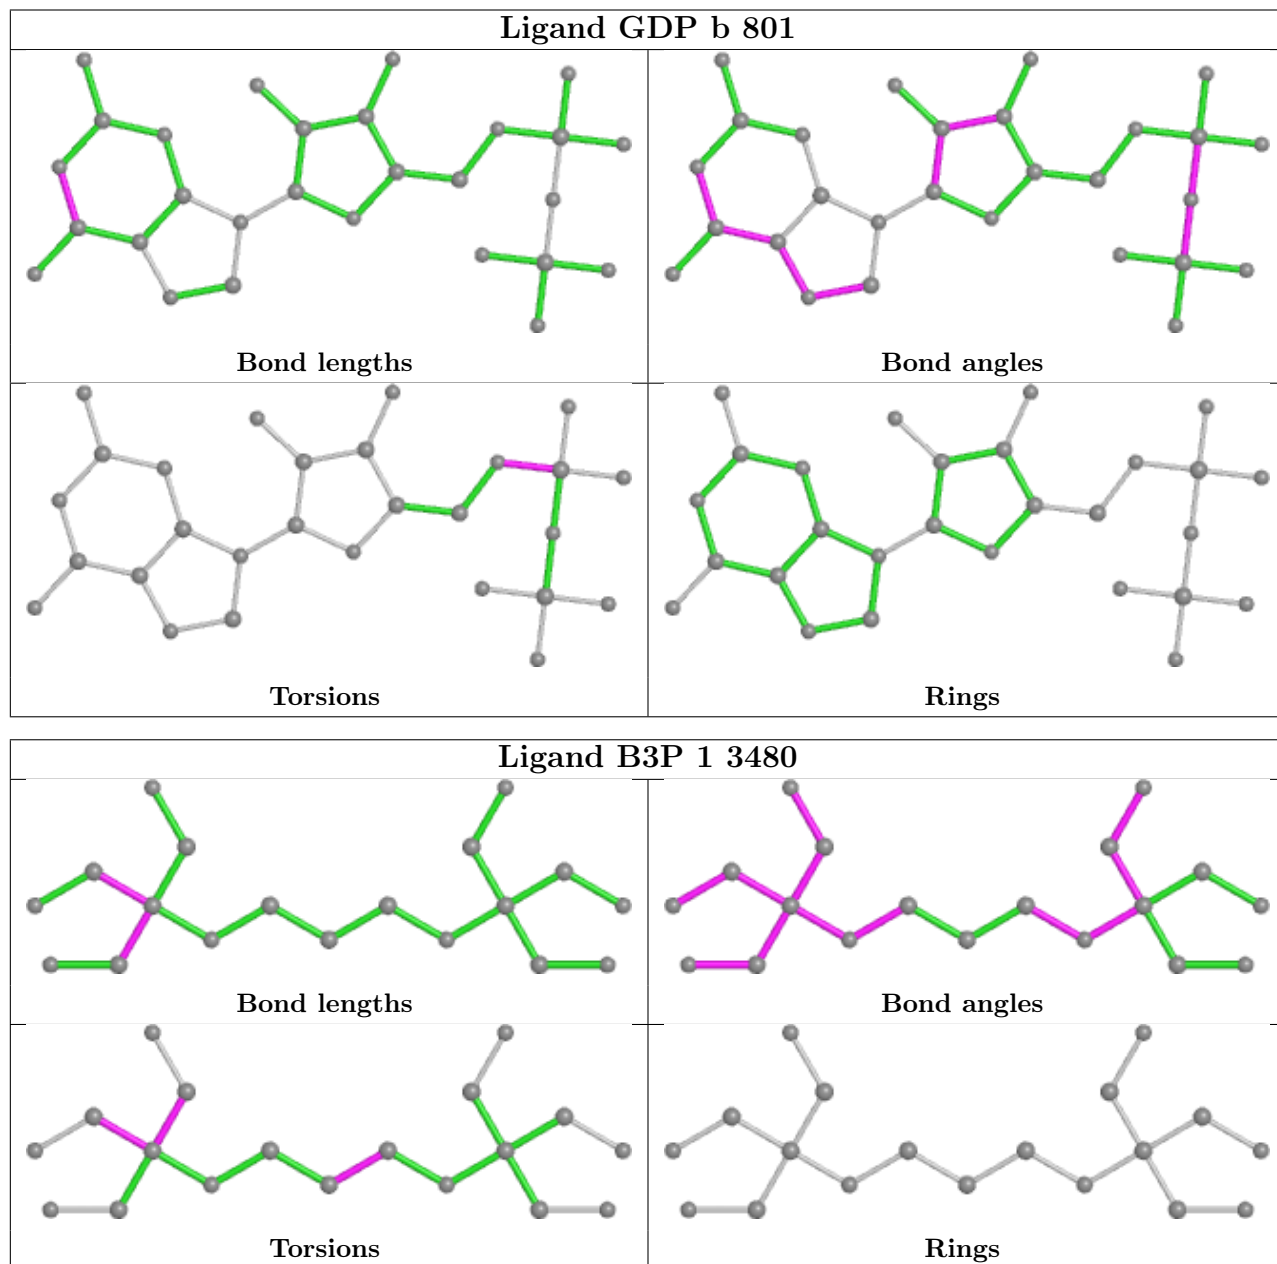 Ligand GDP b 801
Bond lengths
Bond angles
Torsions
Rings
Ligand B3P 1 3480
Bond lengths
Bond angles
Torsions
Rings